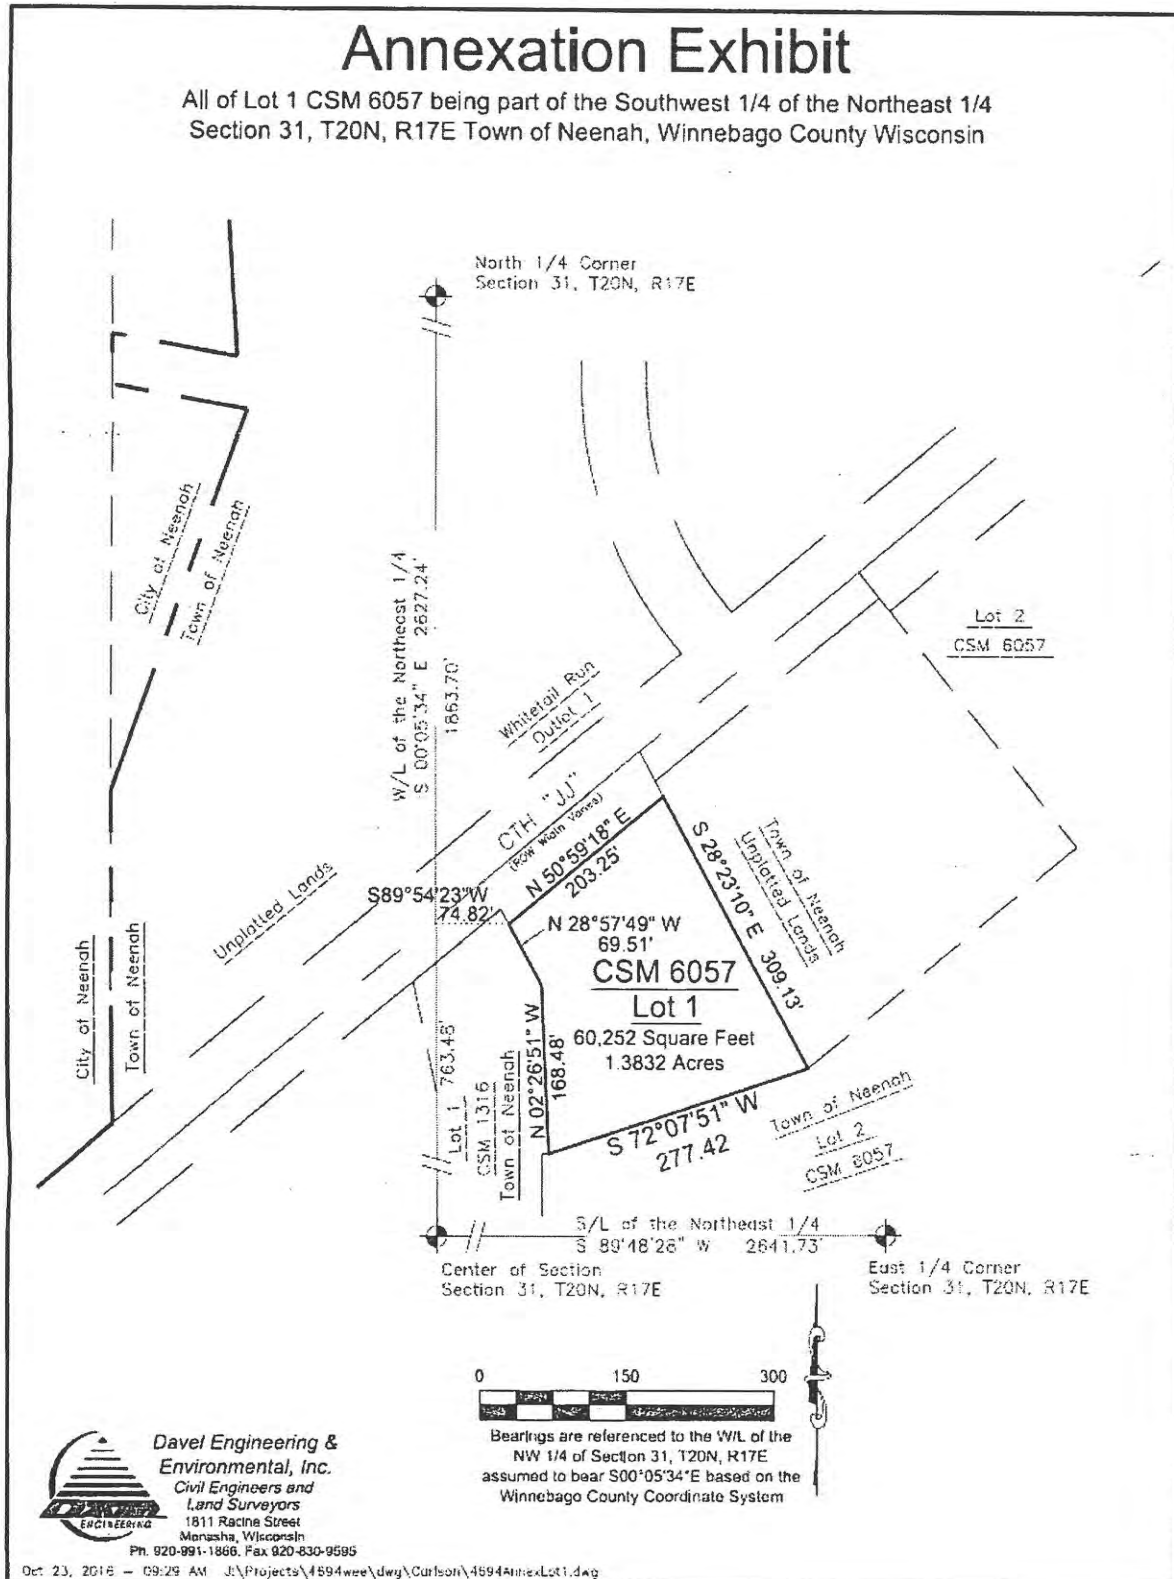 Annexation Exhibit
All of Lot 1 CSM 6057 being part of the Southwest 1/4 of the Northeast 1/4
Section 31, T20N, R17E Town of Neenah, Winnebago County Wisconsin
North 1/4 Corner
Section 31, T20N, R17E
City of Neenah
Town of Neenah
W/L of the Northeast 1/4
S 00°05'34" E 2627.24'
1863.70'
Lot 2
CSM 6057
Whitetail Run
Outlot 1
CTH "JJ"
(ROW Width Varies)
Unplatted Lands
S89°54'23"W
74.82'
N 50°59'18" E
203.25'
S 28°23'10" E 309.13'
Town of Neenah
Unplatted Lands
N 28°57'49" W
69.51'
CSM 6057
Lot 1
60,252 Square Feet
1.3832 Acres
City of Neenah
Town of Neenah
763.48'
Lot 1
CSM 1316
Town of Neenah
N 02°26'51" W
168.48'
S 72°07'51" W
277.42
Town of Neenah
Lot 2
CSM 6057
S/L of the Northeast 1/4
S 89°48'28" W 2641.73'
Center of Section
Section 31, T20N, R17E
East 1/4 Corner
Section 31, T20N, R17E
0 150 300
Bearings are referenced to the W/L of the
NW 1/4 of Section 31, T20N, R17E
assumed to bear S00°05'34"E based on the
Winnebago County Coordinate System
ENGINEERING
Davel Engineering &
Environmental, Inc.
Civil Engineers and
Land Surveyors
1811 Racine Street
Menasha, Wisconsin
Ph. 920-991-1866, Fax 920-830-9595
Oct 23, 2016 – 09:29 AM J:\Projects\4594wee\dwg\Carlson\4594AnnexLot1.dwg